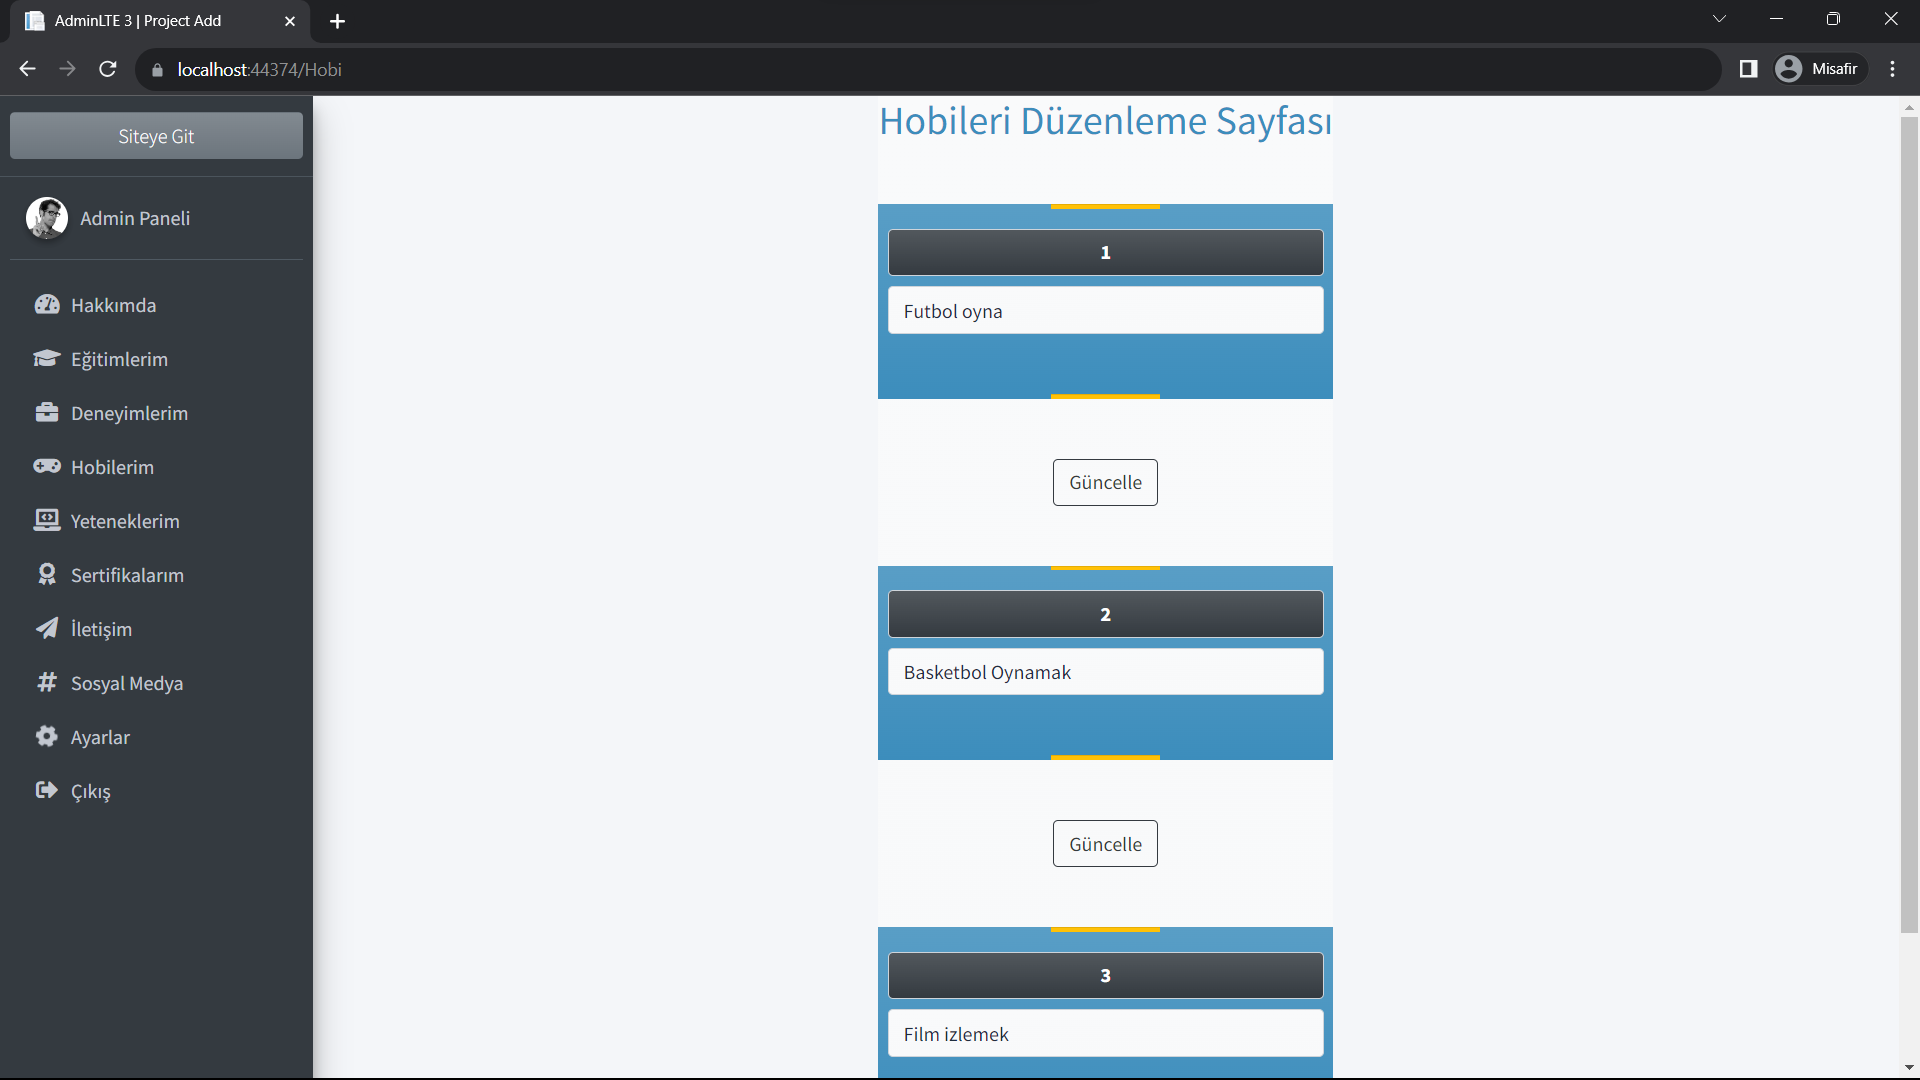 AdminLTE 3 | Project Add
localhost:44374/Hobi
Misafir
Siteye Git
Admin Paneli
Hakkımda
Eğitimlerim
Deneyimlerim
Hobilerim
Yeteneklerim
Sertifikalarım
İletişim
Sosyal Medya
Ayarlar
Çıkış
Hobileri Düzenleme Sayfası
1
Futbol oyna
Güncelle
2
Basketbol Oynamak
Güncelle
3
Film izlemek